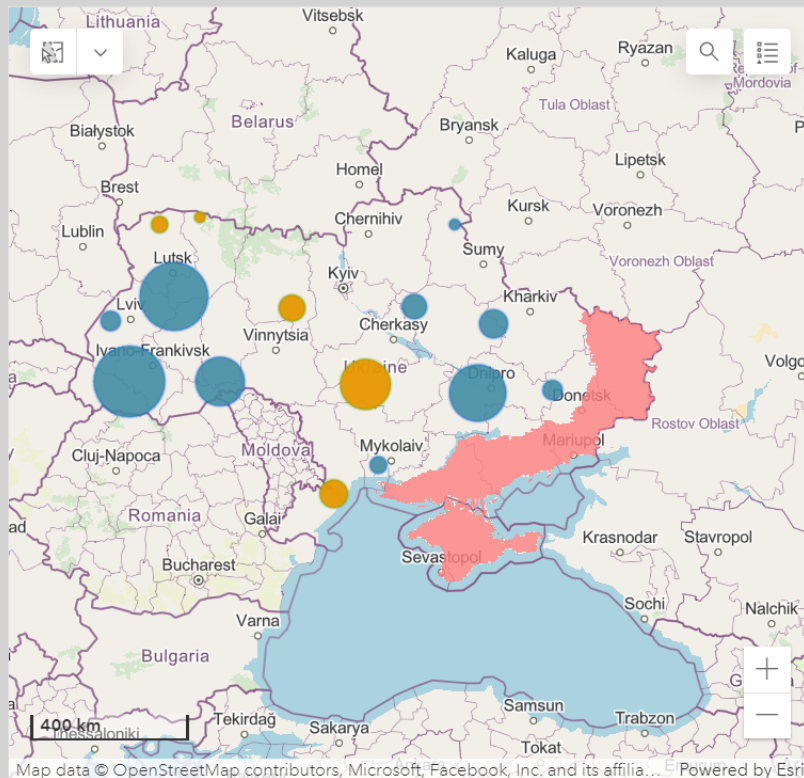 Lithuania
Vitsebsk
Kaluga
Ryazan
Mordovia
Tula Oblast
Białystok
Belarus
Bryansk
Lipetsk
Brest
Homel
Lublin
Chernihiv
Kursk
Voronezh
Lutsk
Kyiv
Sumy
Voronezh Oblast
Lviv
Kharkiv
Vinnytsia
Cherkasy
Ivano-Frankivsk
Ukraine
Dnipro
Volgo
Donetsk
Rostov Oblast
Mykolaiv
Mariupol
Cluj-Napoca
Moldova
Romania
Galai
Krasnodar
Stavropol
Sevastopol
Bucharest
Sochi
Nalchik
Varna
Bulgaria
400 km
Thessaloniki
Tekirdağ
Sakarya
Samsun
Trabzon
Tokat
Map data © OpenStreetMap contributors, Microsoft, Facebook, Inc. and its affilia... Powered by Esri